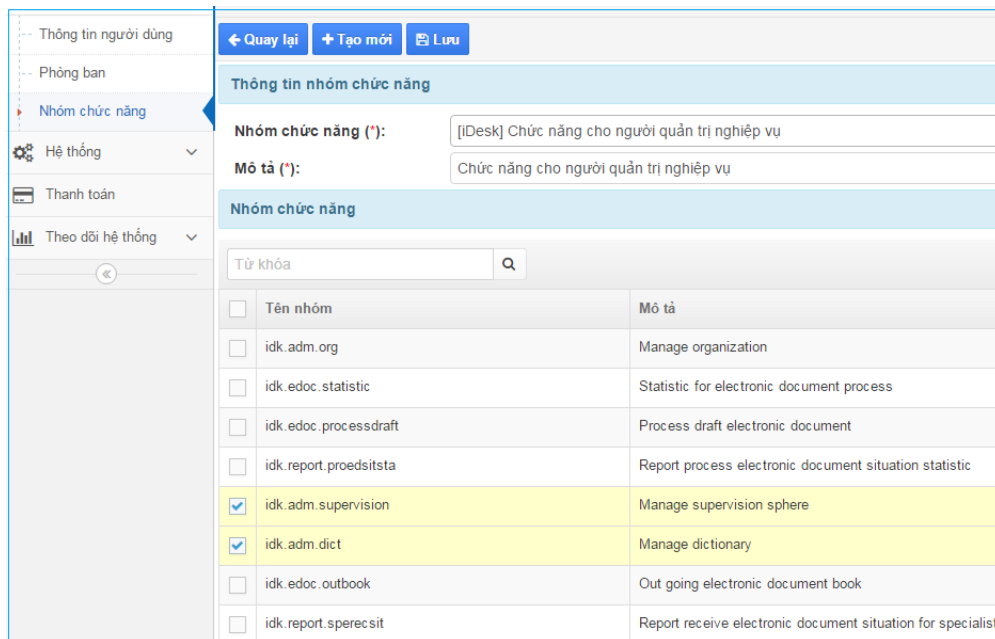 Thông tin người dùng
Phòng ban
Nhóm chức năng
Hệ thống
Thanh toán
Theo dõi hệ thống
Quay lại
Tạo mới
Lưu
Thông tin nhóm chức năng
Nhóm chức năng (*): [iDesk] Chức năng cho người quản trị nghiệp vụ
Mô tả (*): Chức năng cho người quản trị nghiệp vụ
Nhóm chức năng
Từ khóa
Tên nhóm Mô tả
idk.adm.org Manage organization
idk.edoc.statistic Statistic for electronic document process
idk.edoc.processdraft Process draft electronic document
idk.report.proedsitsta Report process electronic document situation statistic
idk.adm.supervision Manage supervision sphere
idk.adm.dict Manage dictionary
idk.edoc.outbook Out going electronic document book
idk.report.sperecsit Report receive electronic document situation for specialist